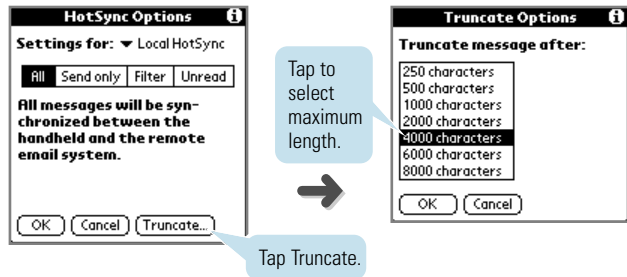 HotSync Options i
Settings for: Local HotSync
All Send only Filter Unread
All messages will be syn-
chronized between the
handheld and the remote
email system.
OK Cancel Truncate...
Tap Truncate.
Tap to
select
maximum
length.
Truncate Options i
Truncate message after:
250 characters
500 characters
1000 characters
2000 characters
4000 characters
6000 characters
8000 characters
OK Cancel